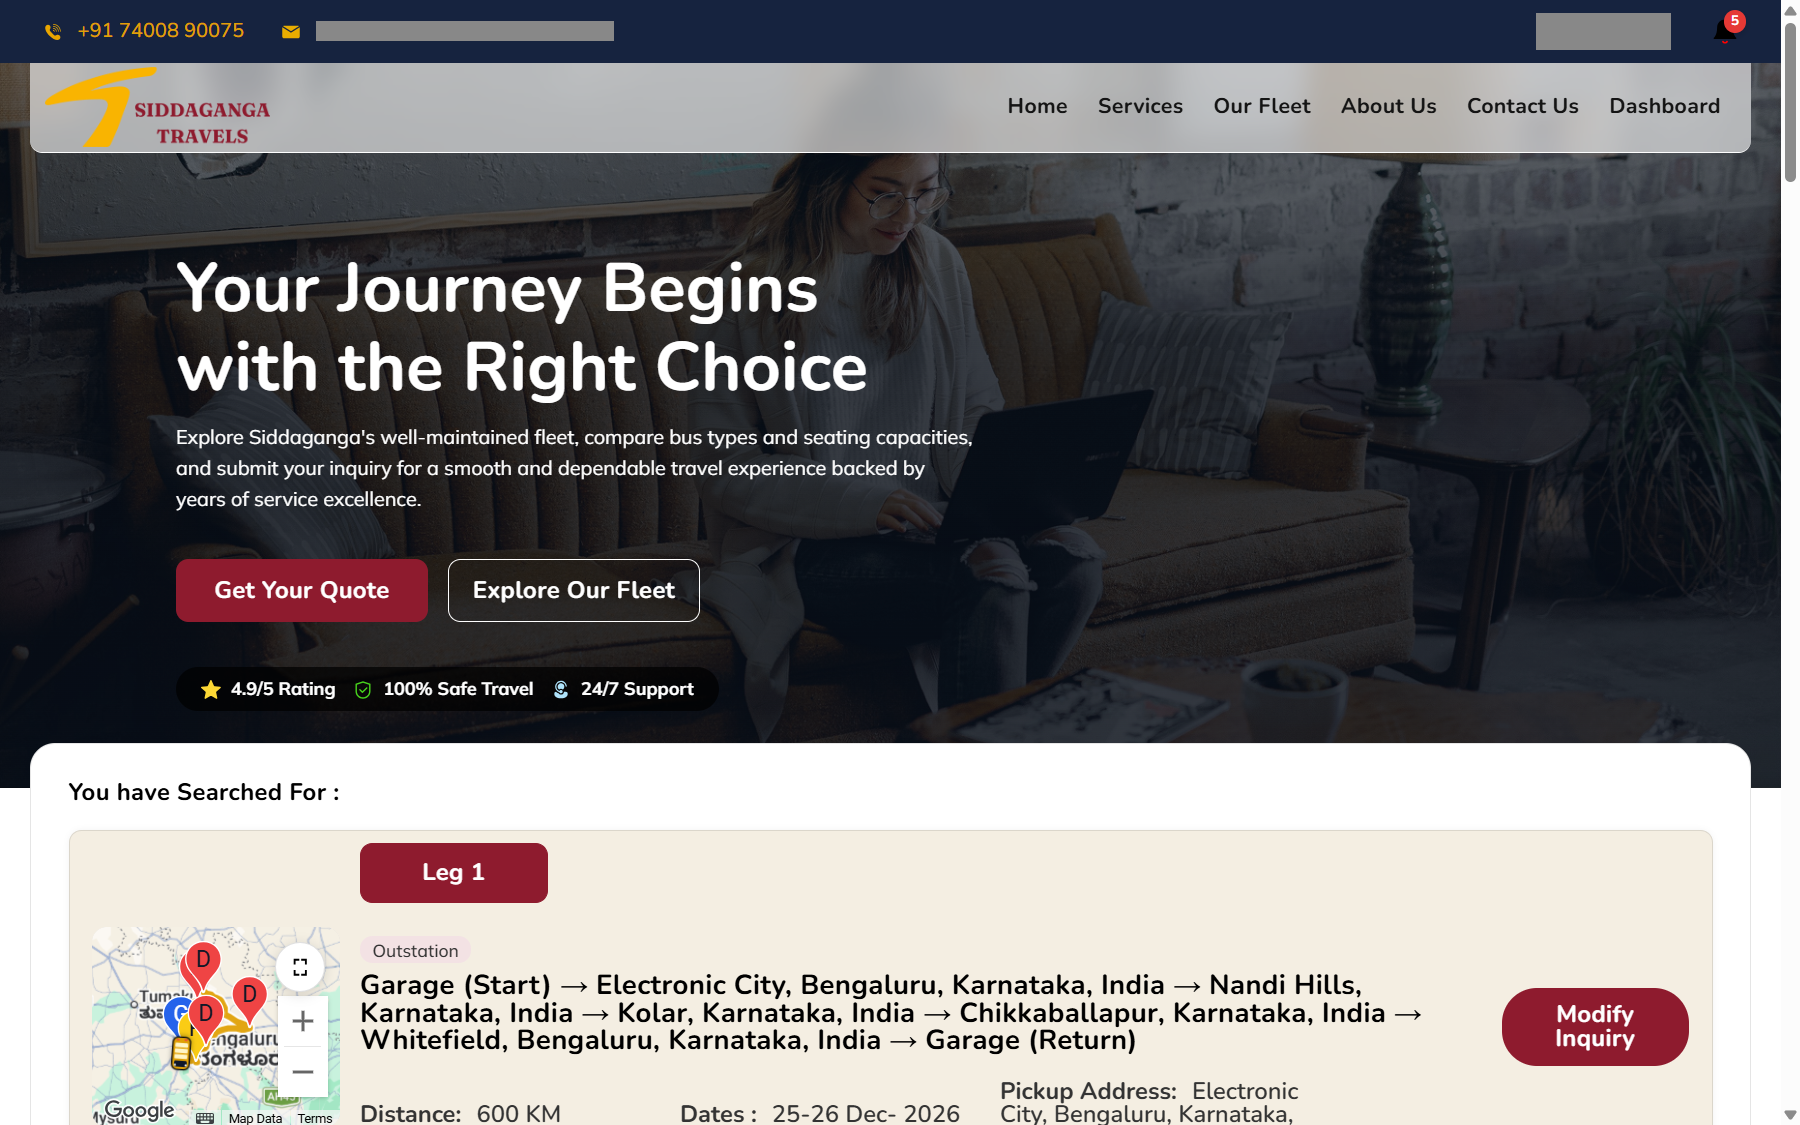 +91 74008 90075
5
SIDDAGANGA
TRAVELS
Home Services Our Fleet About Us Contact Us Dashboard
Your Journey Begins
with the Right Choice
Explore Siddaganga's well-maintained fleet, compare bus types and seating capacities,
and submit your inquiry for a smooth and dependable travel experience backed by
years of service excellence.
Get Your Quote Explore Our Fleet
4.9/5 Rating 100% Safe Travel 24/7 Support
You have Searched For :
Leg 1
Outstation
Garage (Start) → Electronic City, Bengaluru, Karnataka, India → Nandi Hills,
Karnataka, India → Kolar, Karnataka, India → Chikkaballapur, Karnataka, India →
Whitefield, Bengaluru, Karnataka, India → Garage (Return)
Modify
Inquiry
Distance: 600 KM
Dates : 25-26 Dec- 2026
Pickup Address: Electronic
City, Bengaluru, Karnataka,
D
D
D
Google
Map Data
Terms